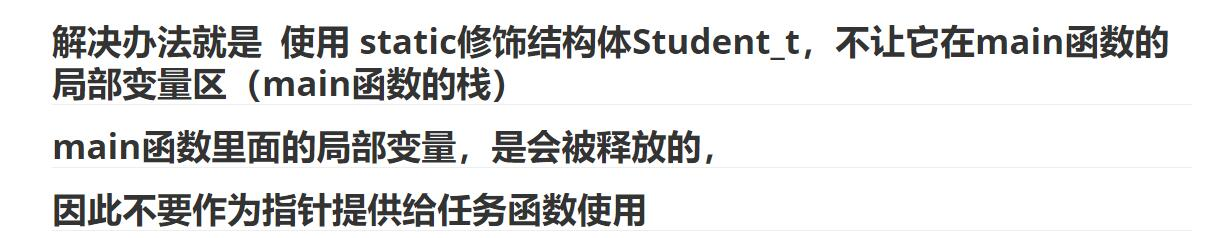 解决办法就是  使用 static修饰结构体Student_t，不让它在main函数的
局部变量区（main函数的栈）
main函数里面的局部变量，是会被释放的，
因此不要作为指针提供给任务函数使用